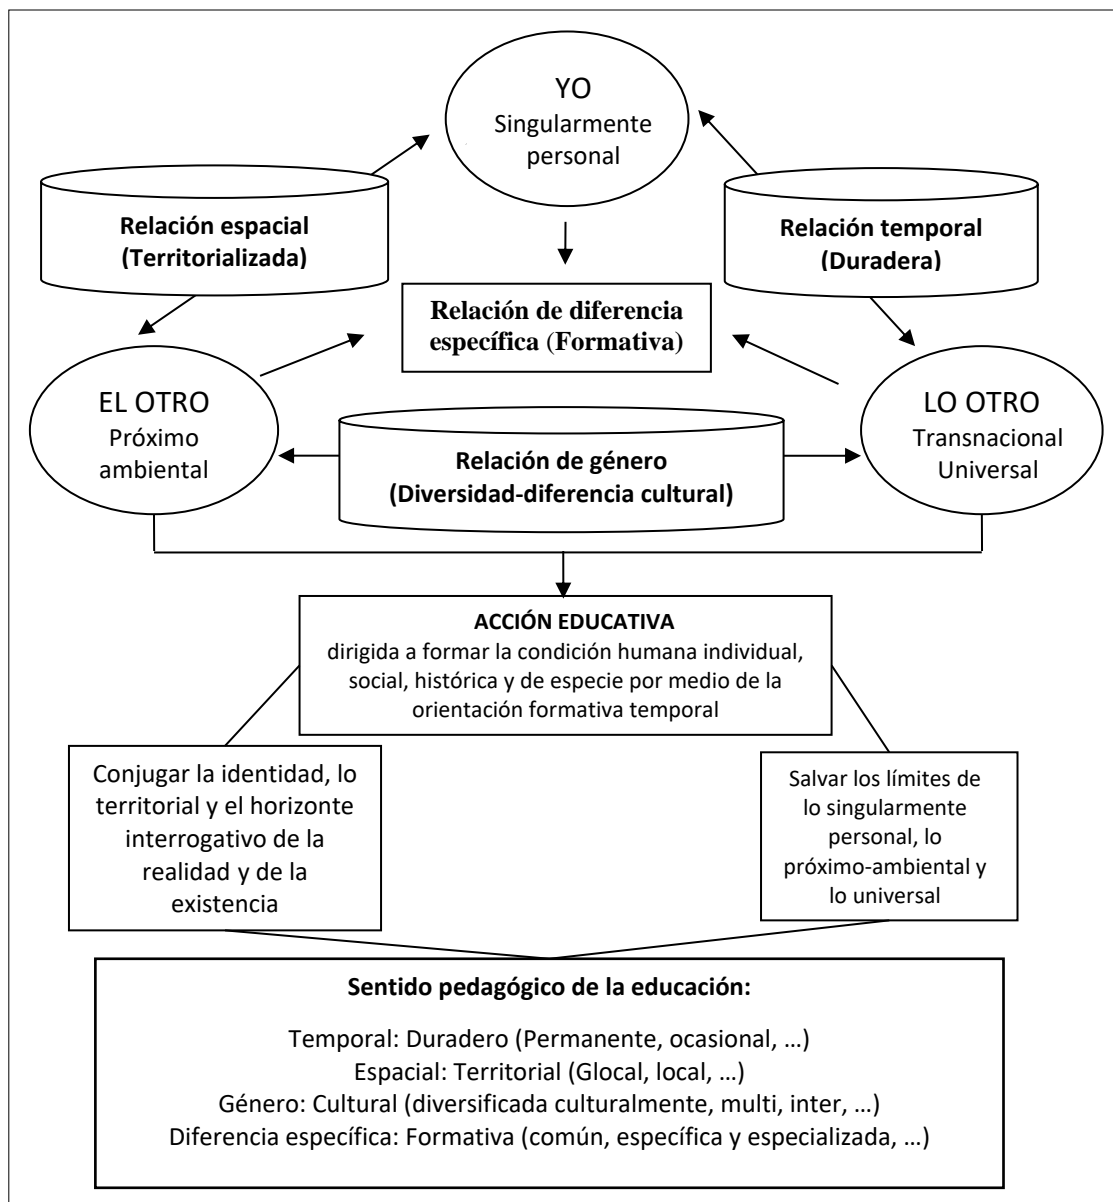 YO
Singularmente
personal
Relación espacial
(Territorializada)
Relación temporal
(Duradera)
Relación de diferencia
específica (Formativa)
EL OTRO
Próximo
ambiental
LO OTRO
Transnacional
Universal
Relación de género
(Diversidad-diferencia cultural)
ACCIÓN EDUCATIVA
dirigida a formar la condición humana individual,
social, histórica y de especie por medio de la
orientación formativa temporal
Conjugar la identidad, lo
territorial y el horizonte
interrogativo de la
realidad y de la
existencia
Salvar los límites de
lo singularmente
personal, lo
próximo-ambiental y
lo universal
Sentido pedagógico de la educación:
Temporal: Duradero (Permanente, ocasional, …)
Espacial: Territorial (Glocal, local, …)
Género: Cultural (diversificada culturalmente, multi, inter, …)
Diferencia específica: Formativa (común, específica y especializada, …)